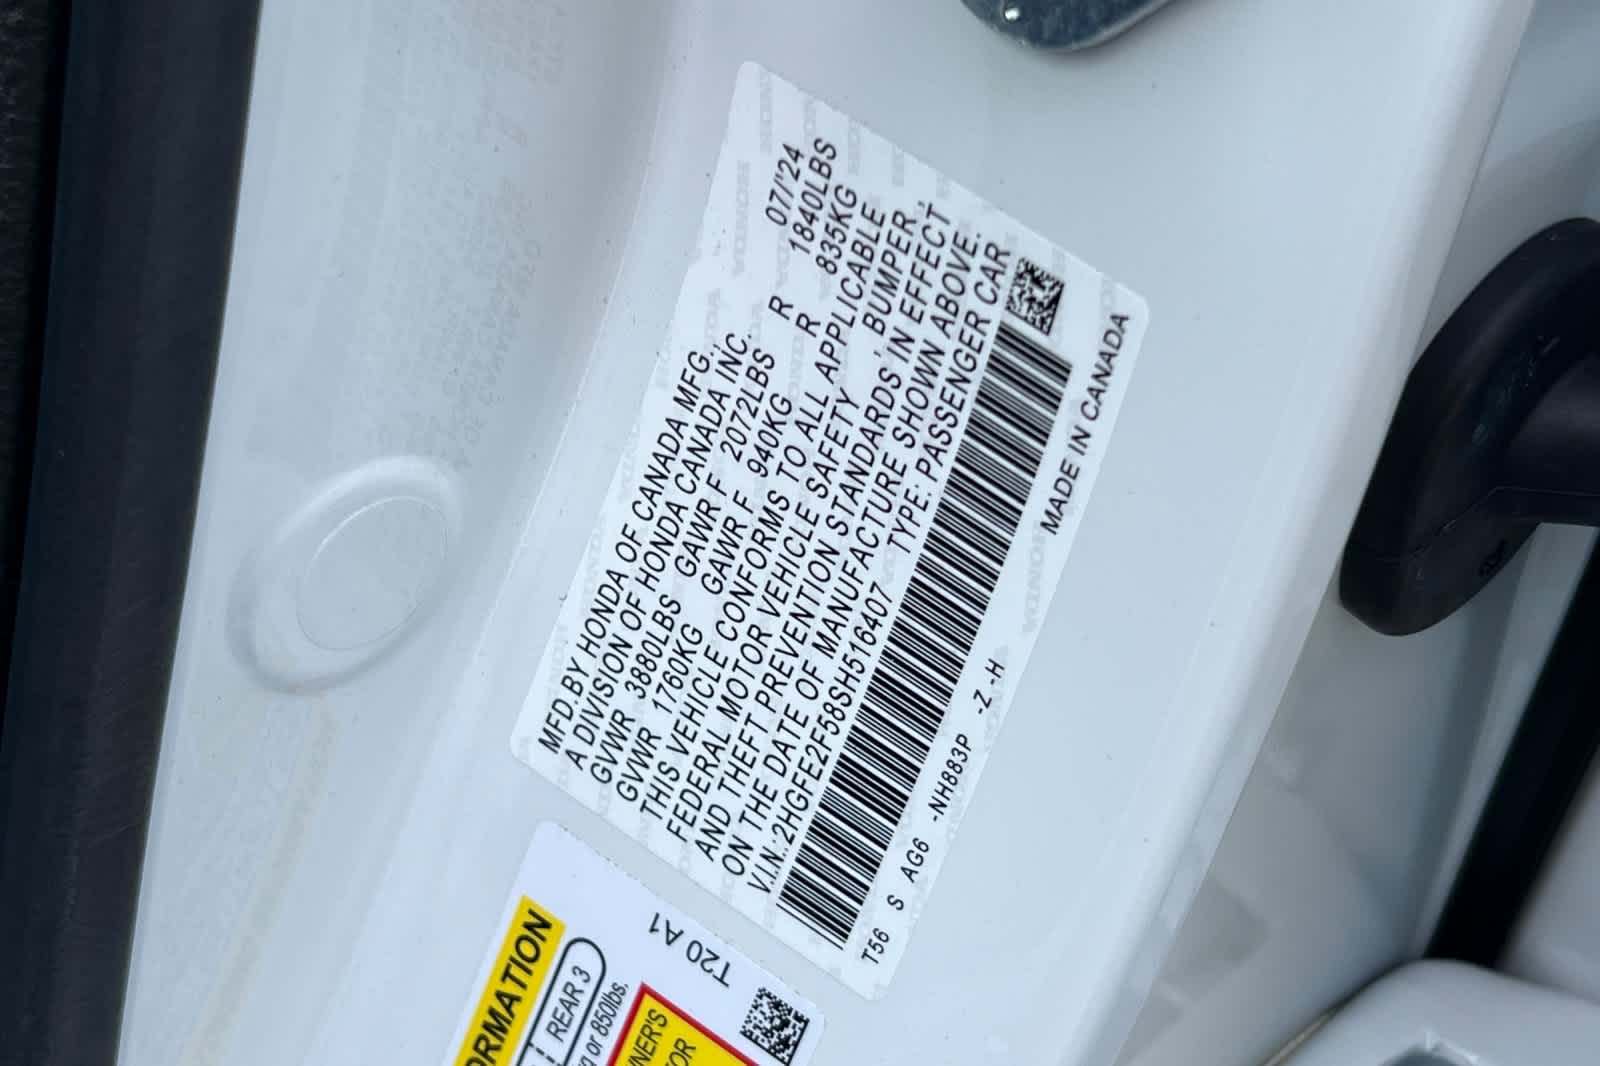 MFD.BY HONDA OF CANADA MFG.,
A DIVISION OF HONDA CANADA INC. 07/'24
GVWR 3880LBS GAWR F 2072LBS R 1840LBS
GVWR 1760KG GAWR F 940KG R 835KG
THIS VEHICLE CONFORMS TO ALL APPLICABLE
FEDERAL MOTOR VEHICLE SAFETY , BUMPER ,
AND THEFT PREVENTION STANDARDS IN EFFECT
ON THE DATE OF MANUFACTURE SHOWN ABOVE.
V.I.N.:2HGFE2F58SH516407 TYPE: PASSENGER CAR
T56 S AG6 -NH883P -Z -H MADE IN CANADA
T20 A1
ORMATION
REAR 3
or 850lbs.
NER'S
FOR